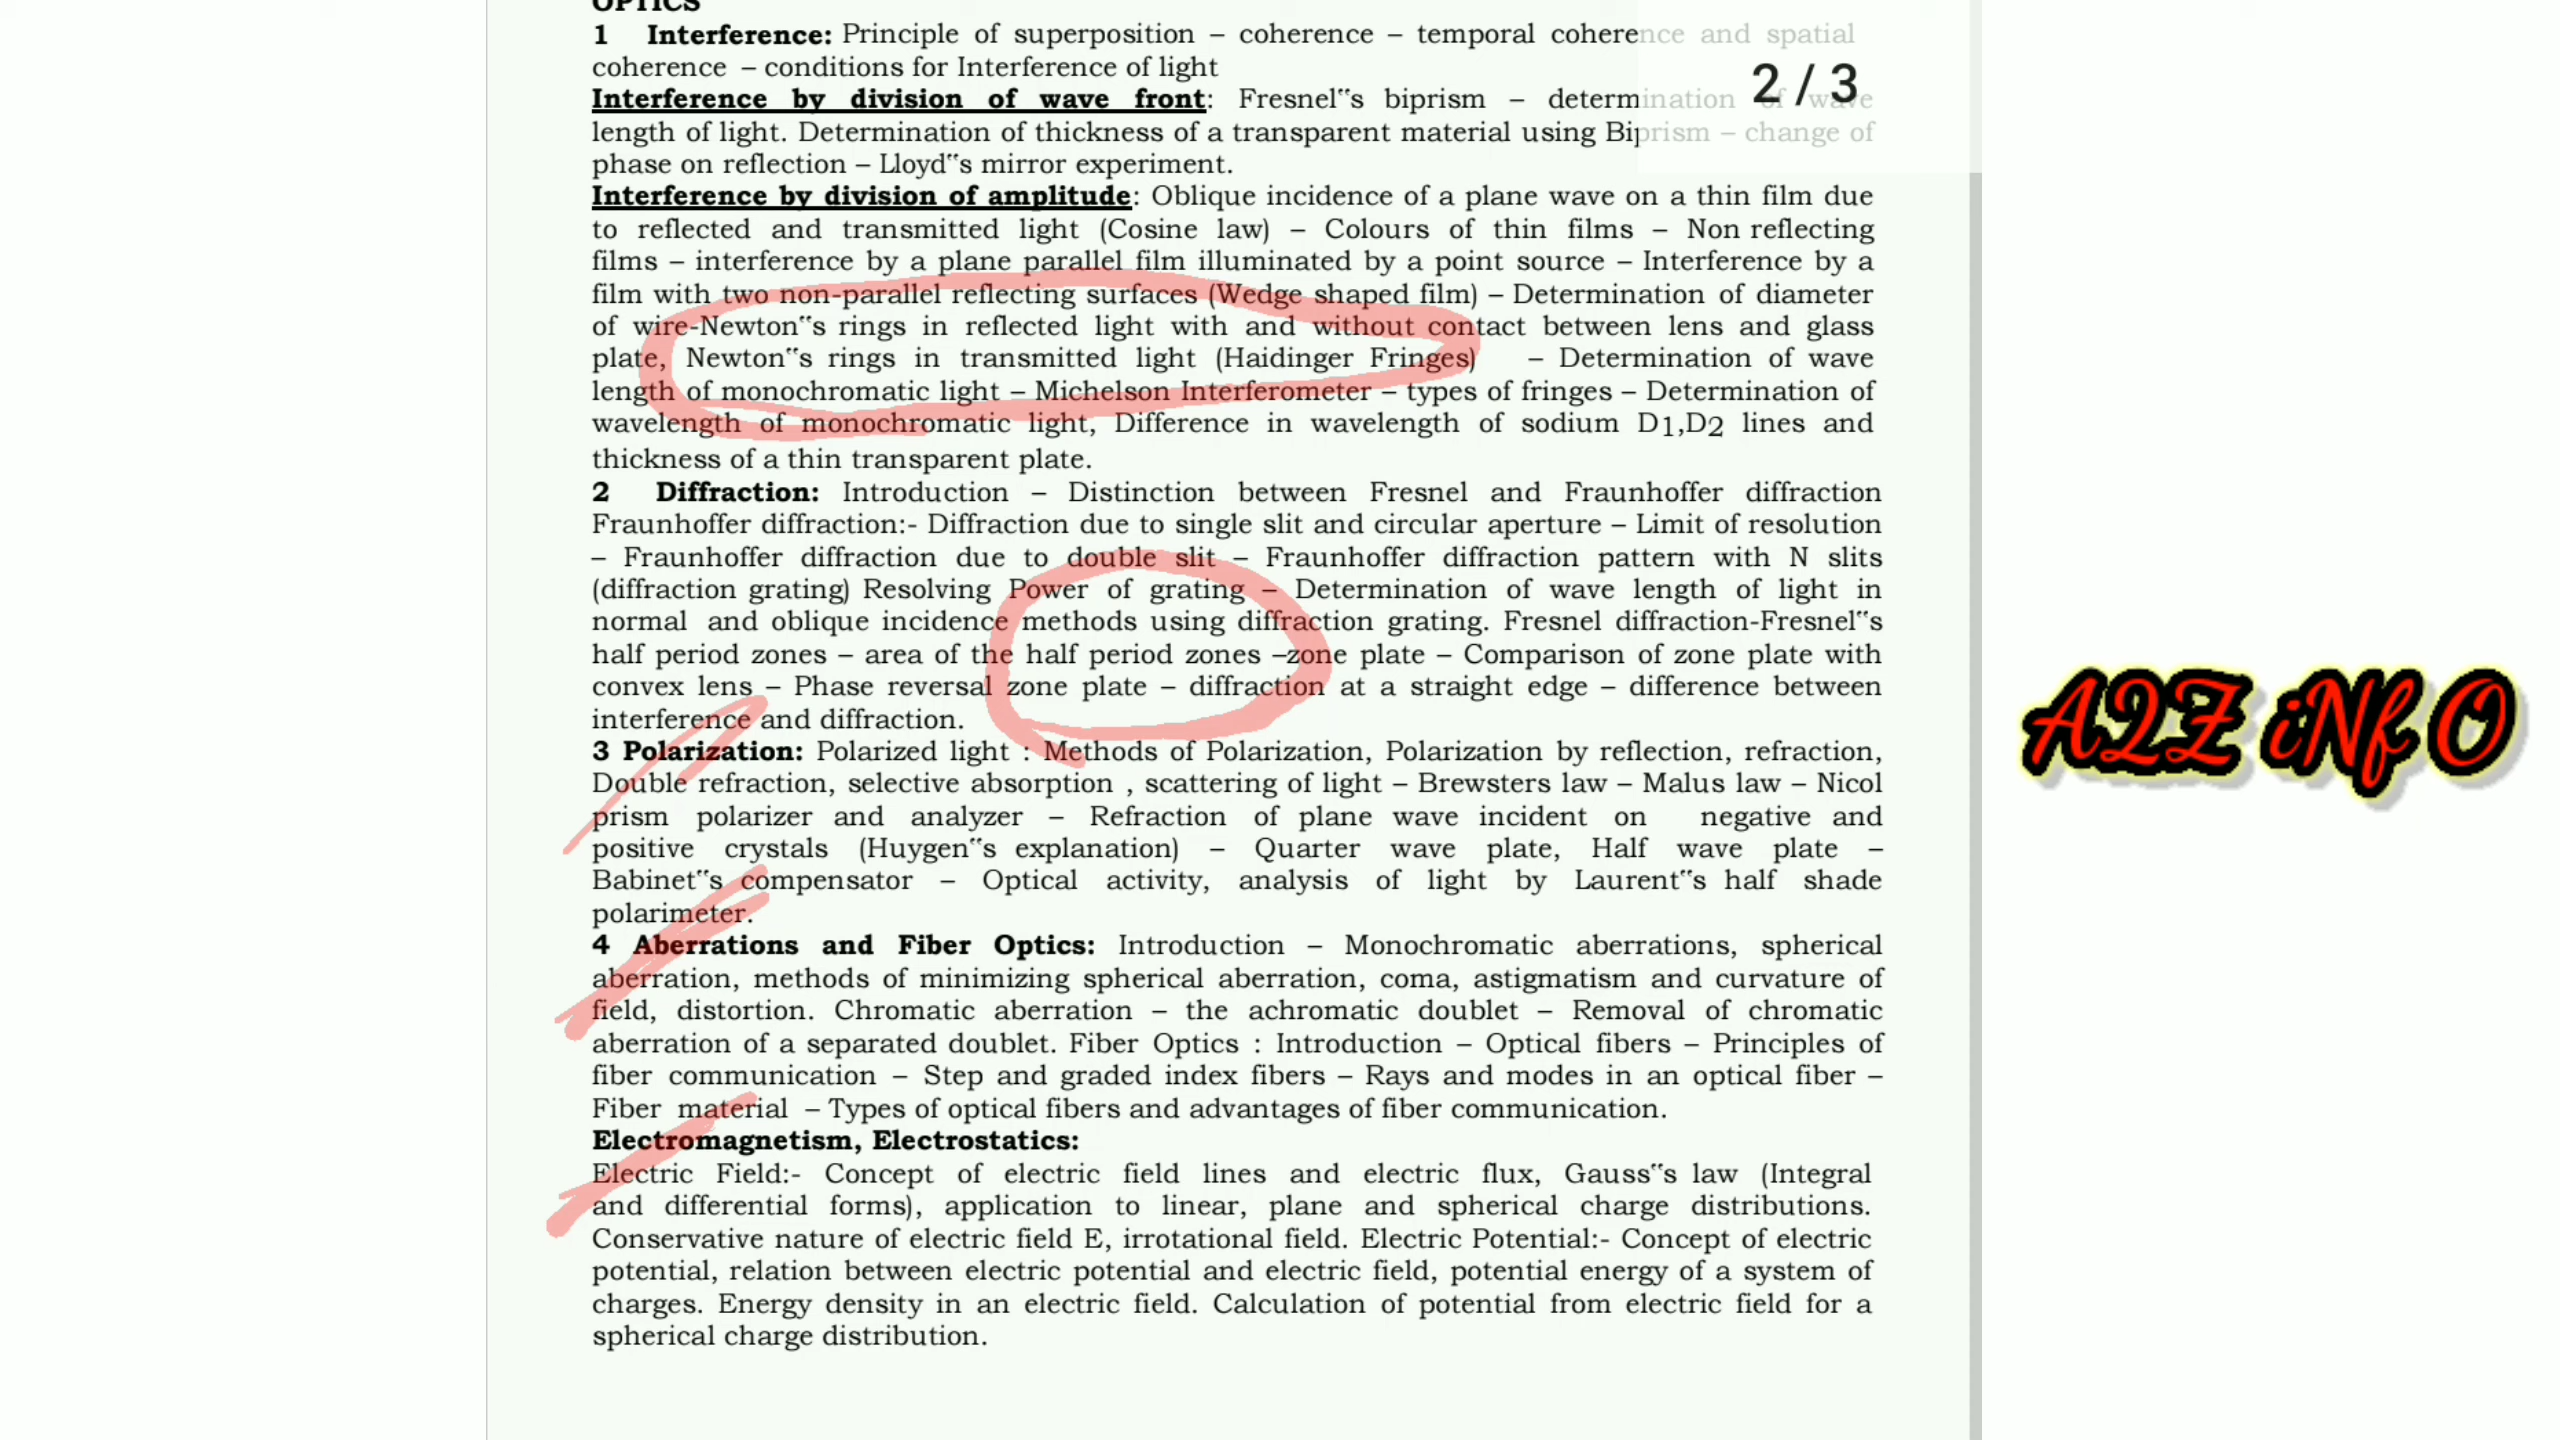 OPTICS
1 Interference: Principle of superposition – coherence – temporal coherence and spatial
coherence – conditions for Interference of light
2 / 3
Interference by division of wave front: Fresnel‟s biprism – determination of wave
length of light. Determination of thickness of a transparent material using Biprism – change of
phase on reflection – Lloyd‟s mirror experiment.
Interference by division of amplitude: Oblique incidence of a plane wave on a thin film due
to reflected and transmitted light (Cosine law) – Colours of thin films – Non reflecting
films – interference by a plane parallel film illuminated by a point source – Interference by a
film with two non-parallel reflecting surfaces (Wedge shaped film) – Determination of diameter
of wire-Newton‟s rings in reflected light with and without contact between lens and glass
plate, Newton‟s rings in transmitted light (Haidinger Fringes) – Determination of wave
length of monochromatic light – Michelson Interferometer – types of fringes – Determination of
wavelength of monochromatic light, Difference in wavelength of sodium D1,D2 lines and
thickness of a thin transparent plate.
2 Diffraction: Introduction – Distinction between Fresnel and Fraunhoffer diffraction
Fraunhoffer diffraction:- Diffraction due to single slit and circular aperture – Limit of resolution
– Fraunhoffer diffraction due to double slit – Fraunhoffer diffraction pattern with N slits
(diffraction grating) Resolving Power of grating – Determination of wave length of light in
normal and oblique incidence methods using diffraction grating. Fresnel diffraction-Fresnel‟s
half period zones – area of the half period zones –zone plate – Comparison of zone plate with
convex lens – Phase reversal zone plate – diffraction at a straight edge – difference between
interference and diffraction.
3 Polarization: Polarized light : Methods of Polarization, Polarization by reflection, refraction,
Double refraction, selective absorption , scattering of light – Brewsters law – Malus law – Nicol
prism polarizer and analyzer – Refraction of plane wave incident on negative and
positive crystals (Huygen‟s explanation) – Quarter wave plate, Half wave plate –
Babinet‟s compensator – Optical activity, analysis of light by Laurent‟s half shade
polarimeter.
4 Aberrations and Fiber Optics: Introduction – Monochromatic aberrations, spherical
aberration, methods of minimizing spherical aberration, coma, astigmatism and curvature of
field, distortion. Chromatic aberration – the achromatic doublet – Removal of chromatic
aberration of a separated doublet. Fiber Optics : Introduction – Optical fibers – Principles of
fiber communication – Step and graded index fibers – Rays and modes in an optical fiber –
Fiber material – Types of optical fibers and advantages of fiber communication.
Electromagnetism, Electrostatics:
Electric Field:- Concept of electric field lines and electric flux, Gauss‟s law (Integral
and differential forms), application to linear, plane and spherical charge distributions.
Conservative nature of electric field E, irrotational field. Electric Potential:- Concept of electric
potential, relation between electric potential and electric field, potential energy of a system of
charges. Energy density in an electric field. Calculation of potential from electric field for a
spherical charge distribution.
A2Z iNfO